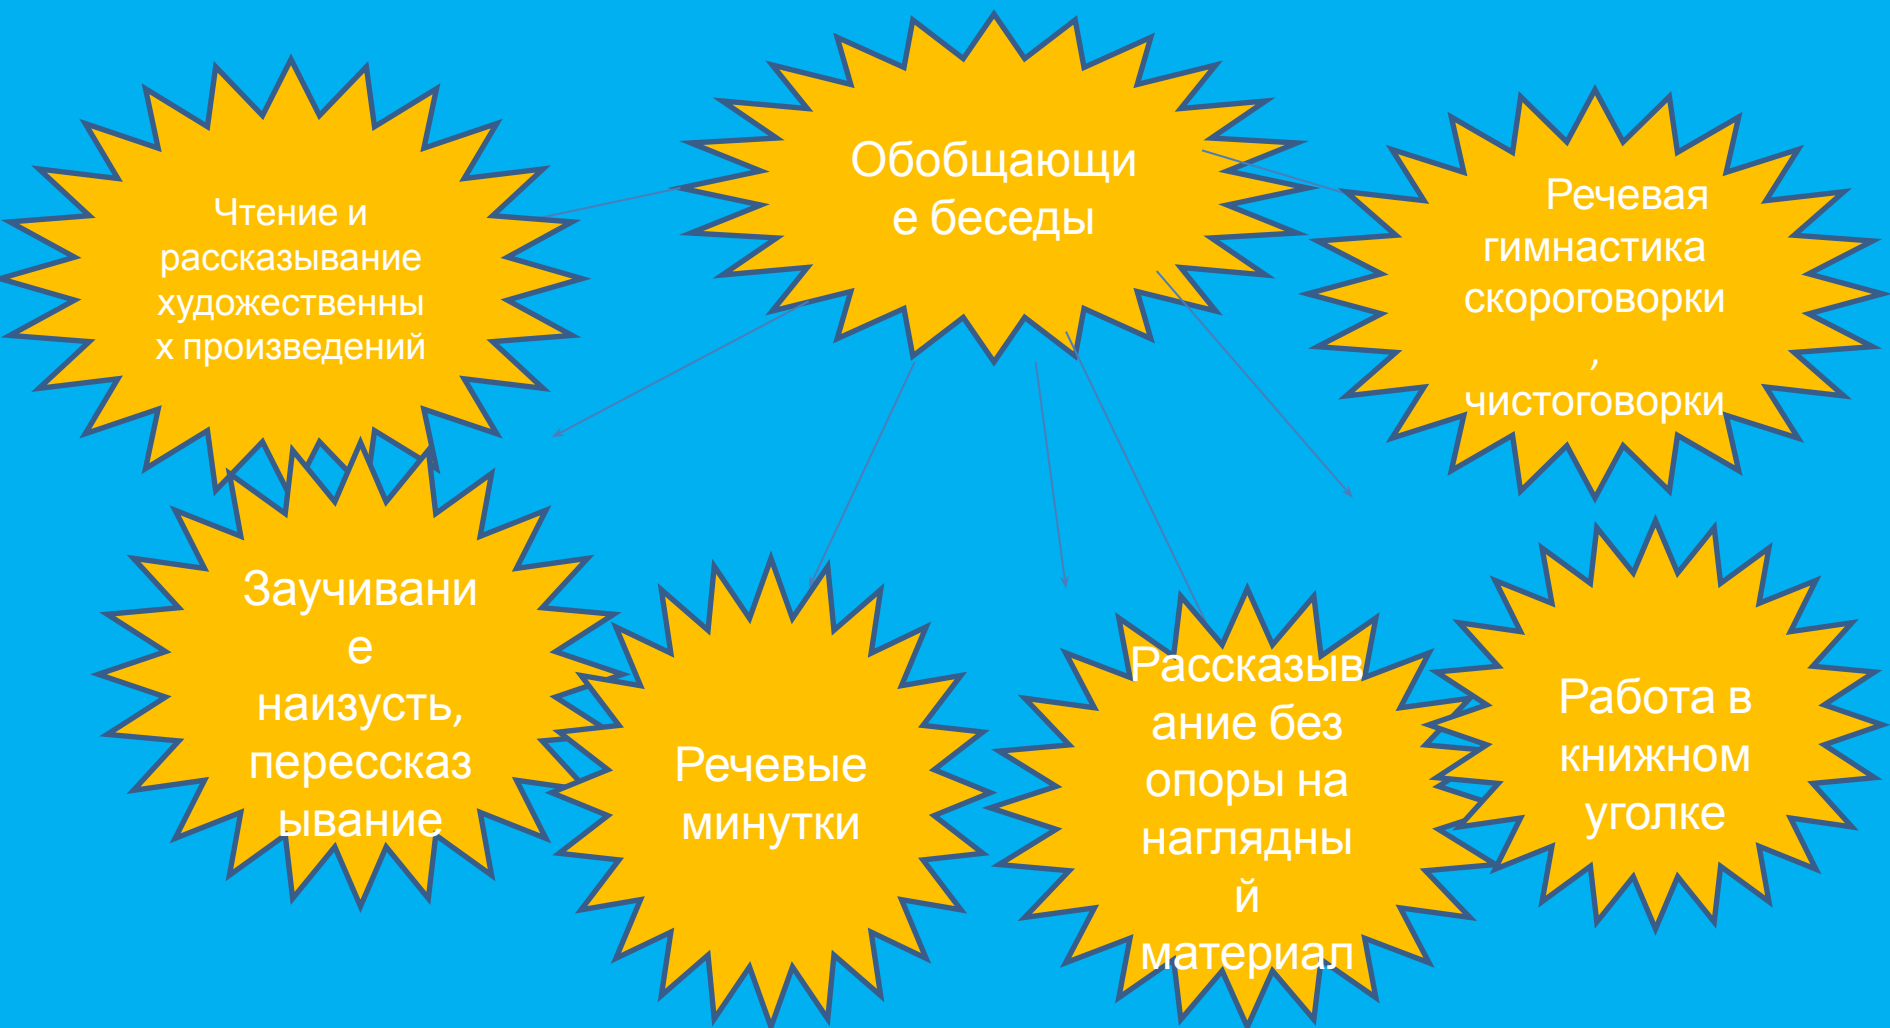 Чтение и
рассказывание
художественны
х произведений
Обобщающи
е беседы
Речевая
гимнастика
скороговорки
,
чистоговорки
Заучивани
е
наизусть,
перессказ
ывание
Речевые
минутки
Рассказыв
ание без
опоры на
наглядны
й
материал
Работа в
книжном
уголке